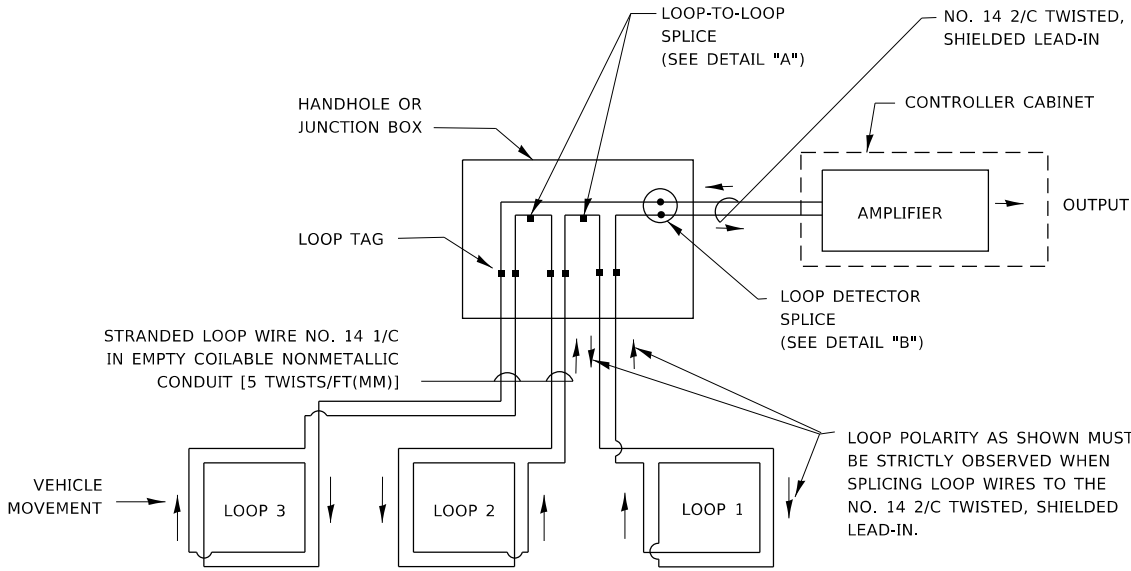 LOOP-TO-LOOP
SPLICE
(SEE DETAIL "A")
NO. 14 2/C TWISTED,
SHIELDED LEAD-IN
HANDHOLE OR
JUNCTION BOX
CONTROLLER CABINET
AMPLIFIER
OUTPUT
LOOP TAG
LOOP DETECTOR
SPLICE
(SEE DETAIL "B")
STRANDED LOOP WIRE NO. 14 1/C
IN EMPTY COILABLE NONMETALLIC
CONDUIT [5 TWISTS/FT(MM)]
LOOP POLARITY AS SHOWN MUST
BE STRICTLY OBSERVED WHEN
SPLICING LOOP WIRES TO THE
NO. 14 2/C TWISTED, SHIELDED
LEAD-IN.
VEHICLE
MOVEMENT
LOOP 3
LOOP 2
LOOP 1